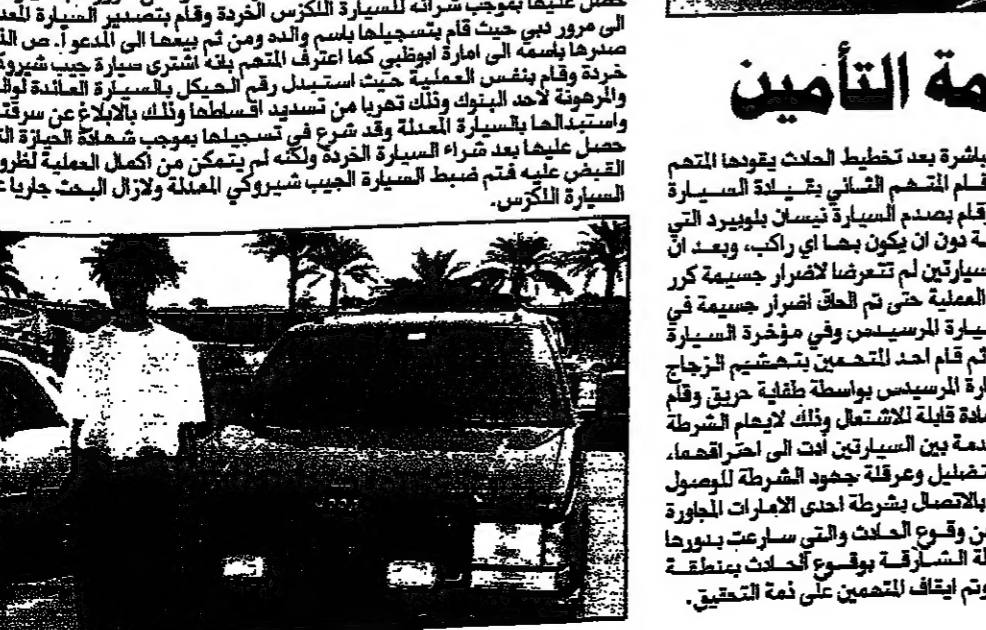 حصل عليها بموجب شرائه للسيارة اللكزس الخردة وقام بتصدير السيارة المعد
الى مرور دبي حيث قام بتسجيلها باسم والده ومن ثم بيعها الى المدعو أ. ص الذ
صدرها باسمه الى امارة ابوظبي كما اعترف المتهم بانه اشترى سيارة جيب شيروك
خردة وقام بنفس العملية حيث استبدل رقم الهيكل بالسيارة العائدة لوال
والمرهونة لاحد البنوك وذلك تهربا من تسديد اقساطها وذلك بالابلاغ عن سرقت
واستبدالها بالسيارة المعدلة وقد شرع في تسجيلها بموجب شهادة الحيازة الت
حصل عليها بعد شراء السيارة الخردة ولكنه لم يتمكن من اكمال العملية لظرو
القبض عليه فتم ضبط السيارة الجيب شيروكي المعدلة ولازال البحث جاريا ع
السيارة اللكزس.
مة التأمين
باشرة بعد تخطيط الحادث يقودها المتهم
قام المتهم الثاني بقيادة السيارة
وقام بصدم السيارة نيسان بلوبيرد التي
ـة دون ان يكون بها اي راكب، وبعد ان
سيارتين لم تتعرضا لاضرار جسيمة كرر
العملية حتى تم الحاق اضرار جسيمة في
سيارة المرسيدس وفي مؤخرة السيارة
ثم قام احد المتهمين بتهشيم الزجاج
ارة المرسيدس بواسطة طفاية حريق وقام
مادة قابلة للاشتعال وذلك لايهام الشرطة
دمة بين السيارتين ادت الى احتراقهما،
تضليل وعرقلة جهود الشرطة للوصول
بالاتصال بشرطة احدى الامارات المجاورة
ن وقوع الحادث والتي سارعت بدورها
لة الشارقة بوقوع الحادث بمنطقة
وتم ايقاف المتهمين على ذمة التحقيق.